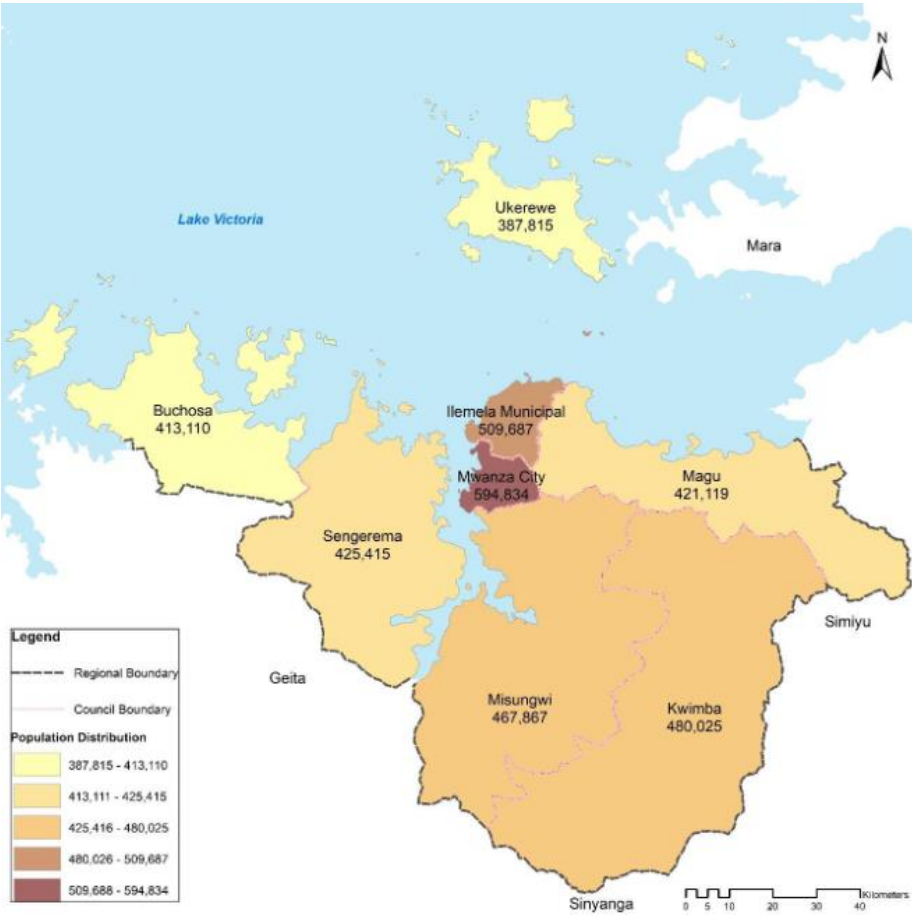 N
Ukerewe
387,815
Lake Victoria
Mara
Buchosa
413,110
Ilemela Municipal
509,687
Mwanza City
594,834
Magu
421,119
Sengerema
425,415
Simiyu
Geita
Misungwi
467,867
Kwimba
480,025
Sinyanga
Legend
Regional Boundary
Council Boundary
Population Distribution
387,815 - 413,110
413,111 - 425,415
425,416 - 480,025
480,026 - 509,687
509,688 - 594,834
Kilometers
0 5 10 20 30 40